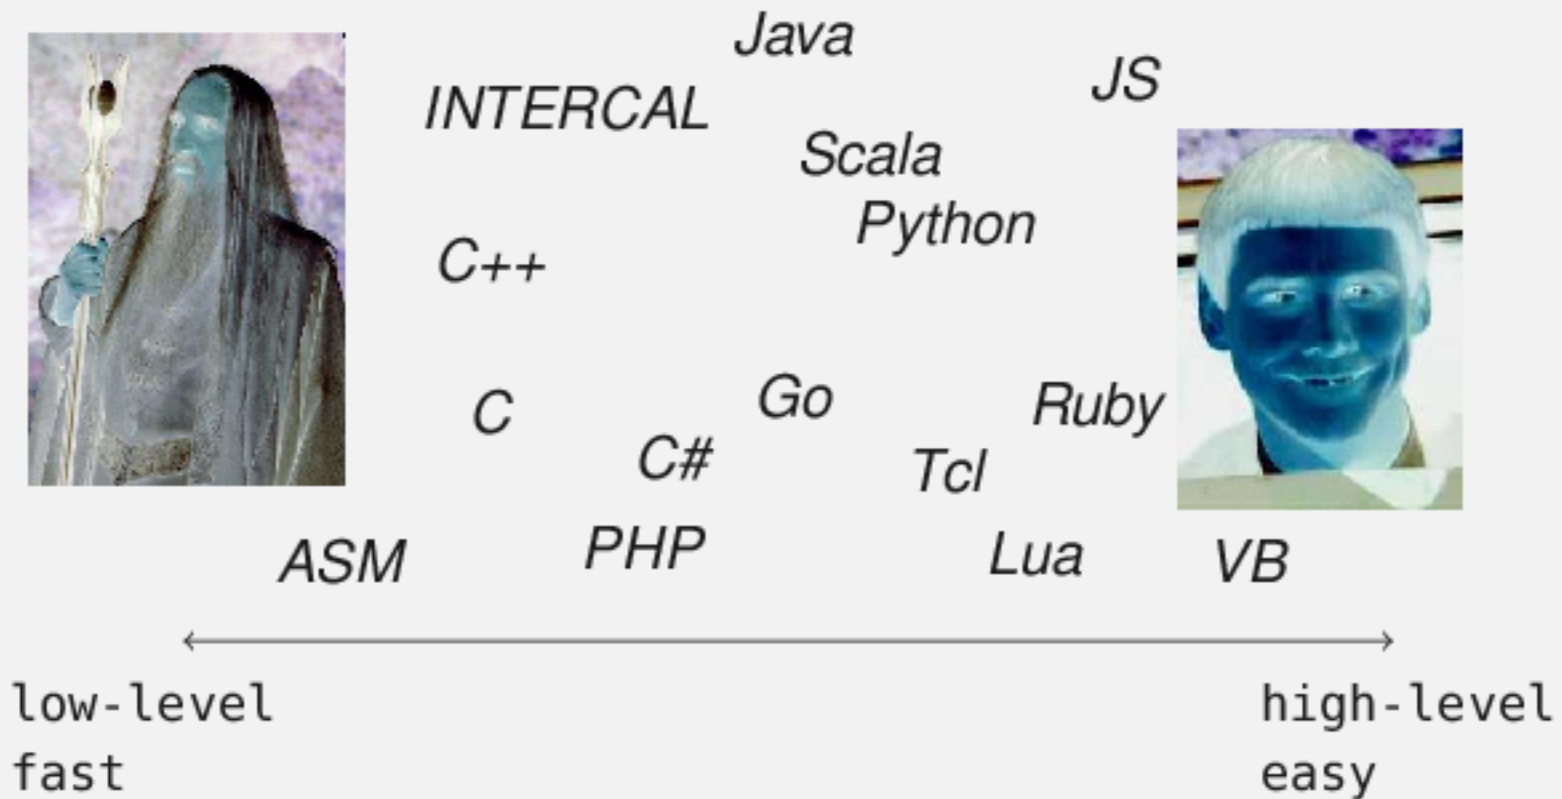 Java
JS
INTERCAL
Scala
Python
C++
Go
Ruby
C
C#
Tcl
PHP
Lua
ASM
VB
low-level
high-level
fast
easy